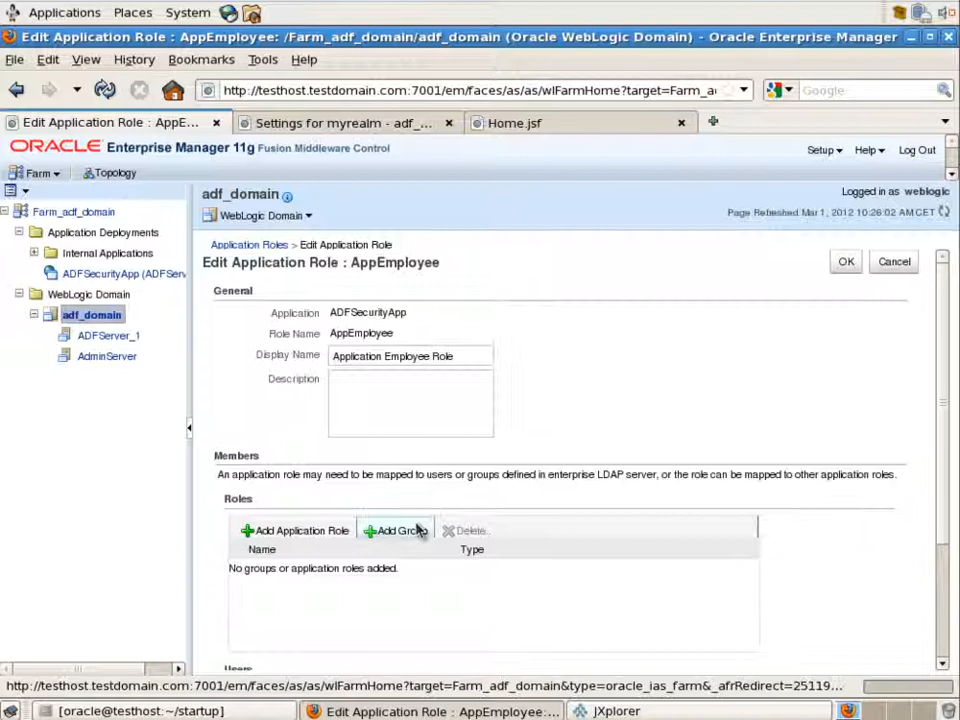 Applications Places System
Edit Application Role : AppEmployee: /Farm_adf_domain/adf_domain (Oracle WebLogic Domain) - Oracle Enterprise Manager
File Edit View History Bookmarks Tools Help
http://testhost.testdomain.com:7001/em/faces/as/as/wlFarmHome?target=Farm_a
Google
Edit Application Role : AppE...
Settings for myrealm - adf_...
Home.jsf
ORACLE Enterprise Manager 11g Fusion Middleware Control
Setup Help Log Out
Farm Topology
adf_domain
Logged in as weblogic
WebLogic Domain
Page Refreshed Mar 1, 2012 10:26:02 AM CET
Farm_adf_domain
Application Deployments
Internal Applications
ADFSecurityApp (ADFServ
WebLogic Domain
adf_domain
ADFServer_1
AdminServer
Application Roles > Edit Application Role
Edit Application Role : AppEmployee
OK Cancel
General
Application ADFSecurityApp
Role Name AppEmployee
Display Name Application Employee Role
Description
Members
An application role may need to be mapped to users or groups defined in enterprise LDAP server, or the role can be mapped to other application roles.
Roles
Add Application Role Add Group Delete...
Name Type
No groups or application roles added.
Users
http://testhost.testdomain.com:7001/em/faces/as/as/wlFarmHome?target=Farm_adf_domain&type=oracle_ias_farm&_afrRedirect=25119...
[oracle@testhost:~/startup]
Edit Application Role : AppEmployee:...
JXplorer